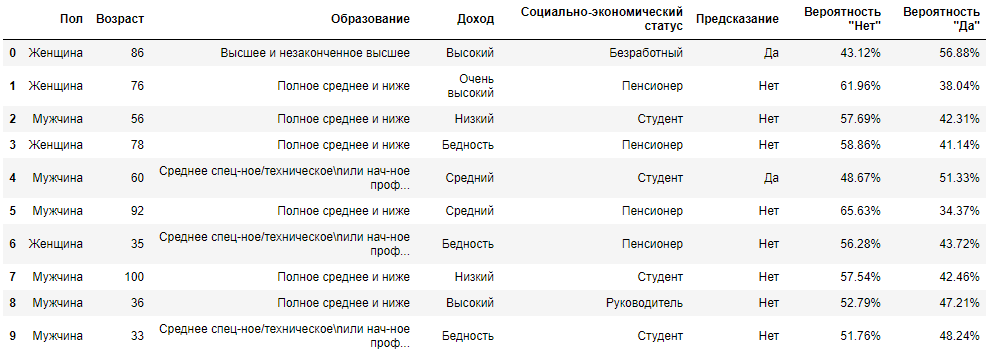 Пол Возраст Образование Доход Социально-экономический статус Предсказание Вероятность "Нет" Вероятность "Да"
0 Женщина 86 Высшее и незаконченное высшее Высокий Безработный Да 43.12% 56.88%
1 Женщина 76 Полное среднее и ниже Очень высокий Пенсионер Нет 61.96% 38.04%
2 Мужчина 56 Полное среднее и ниже Низкий Студент Нет 57.69% 42.31%
3 Женщина 78 Полное среднее и ниже Бедность Пенсионер Нет 58.86% 41.14%
4 Мужчина 60 Среднее спец-ное/техническое\nили нач-ное проф... Средний Студент Да 48.67% 51.33%
5 Мужчина 92 Полное среднее и ниже Средний Пенсионер Нет 65.63% 34.37%
6 Женщина 35 Среднее спец-ное/техническое\nили нач-ное проф... Бедность Пенсионер Нет 56.28% 43.72%
7 Мужчина 100 Полное среднее и ниже Низкий Студент Нет 57.54% 42.46%
8 Мужчина 36 Полное среднее и ниже Высокий Руководитель Нет 52.79% 47.21%
9 Мужчина 33 Среднее спец-ное/техническое\nили нач-ное проф... Бедность Студент Нет 51.76% 48.24%